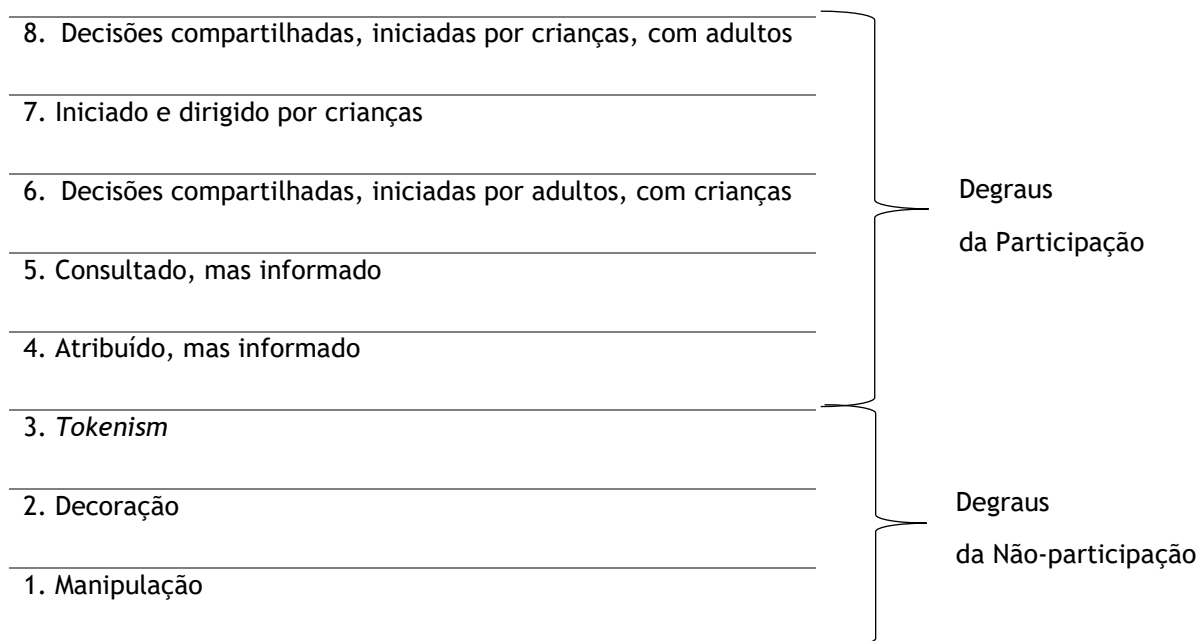 8. Decisões compartilhadas, iniciadas por crianças, com adultos
7. Iniciado e dirigido por crianças
6. Decisões compartilhadas, iniciadas por adultos, com crianças
5. Consultado, mas informado
4. Atribuído, mas informado
Degraus
da Participação
3. Tokenism
2. Decoração
1. Manipulação
Degraus
da Não-participação